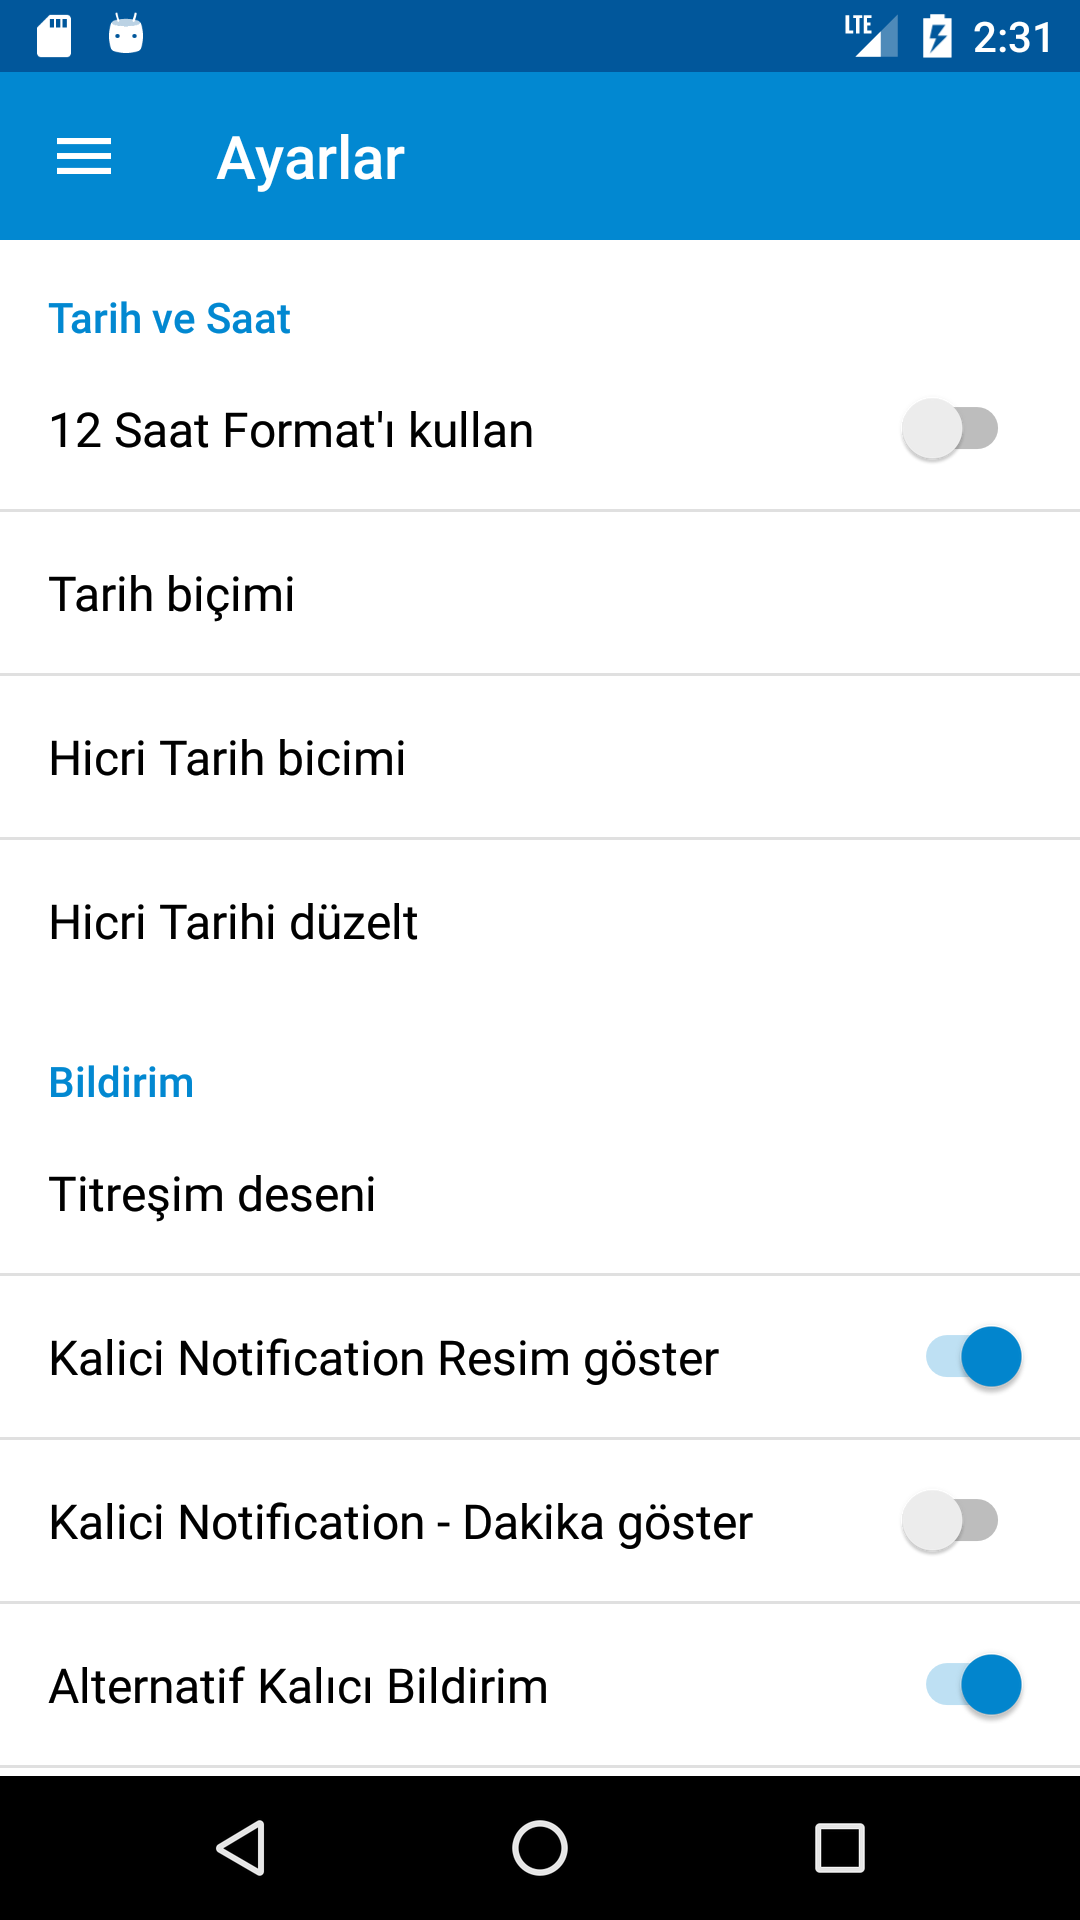 LTE 2:31
Ayarlar
Tarih ve Saat
12 Saat Format'ı kullan
Tarih biçimi
Hicri Tarih bicimi
Hicri Tarihi düzelt
Bildirim
Titreşim deseni
Kalici Notification Resim göster
Kalici Notification - Dakika göster
Alternatif Kalıcı Bildirim